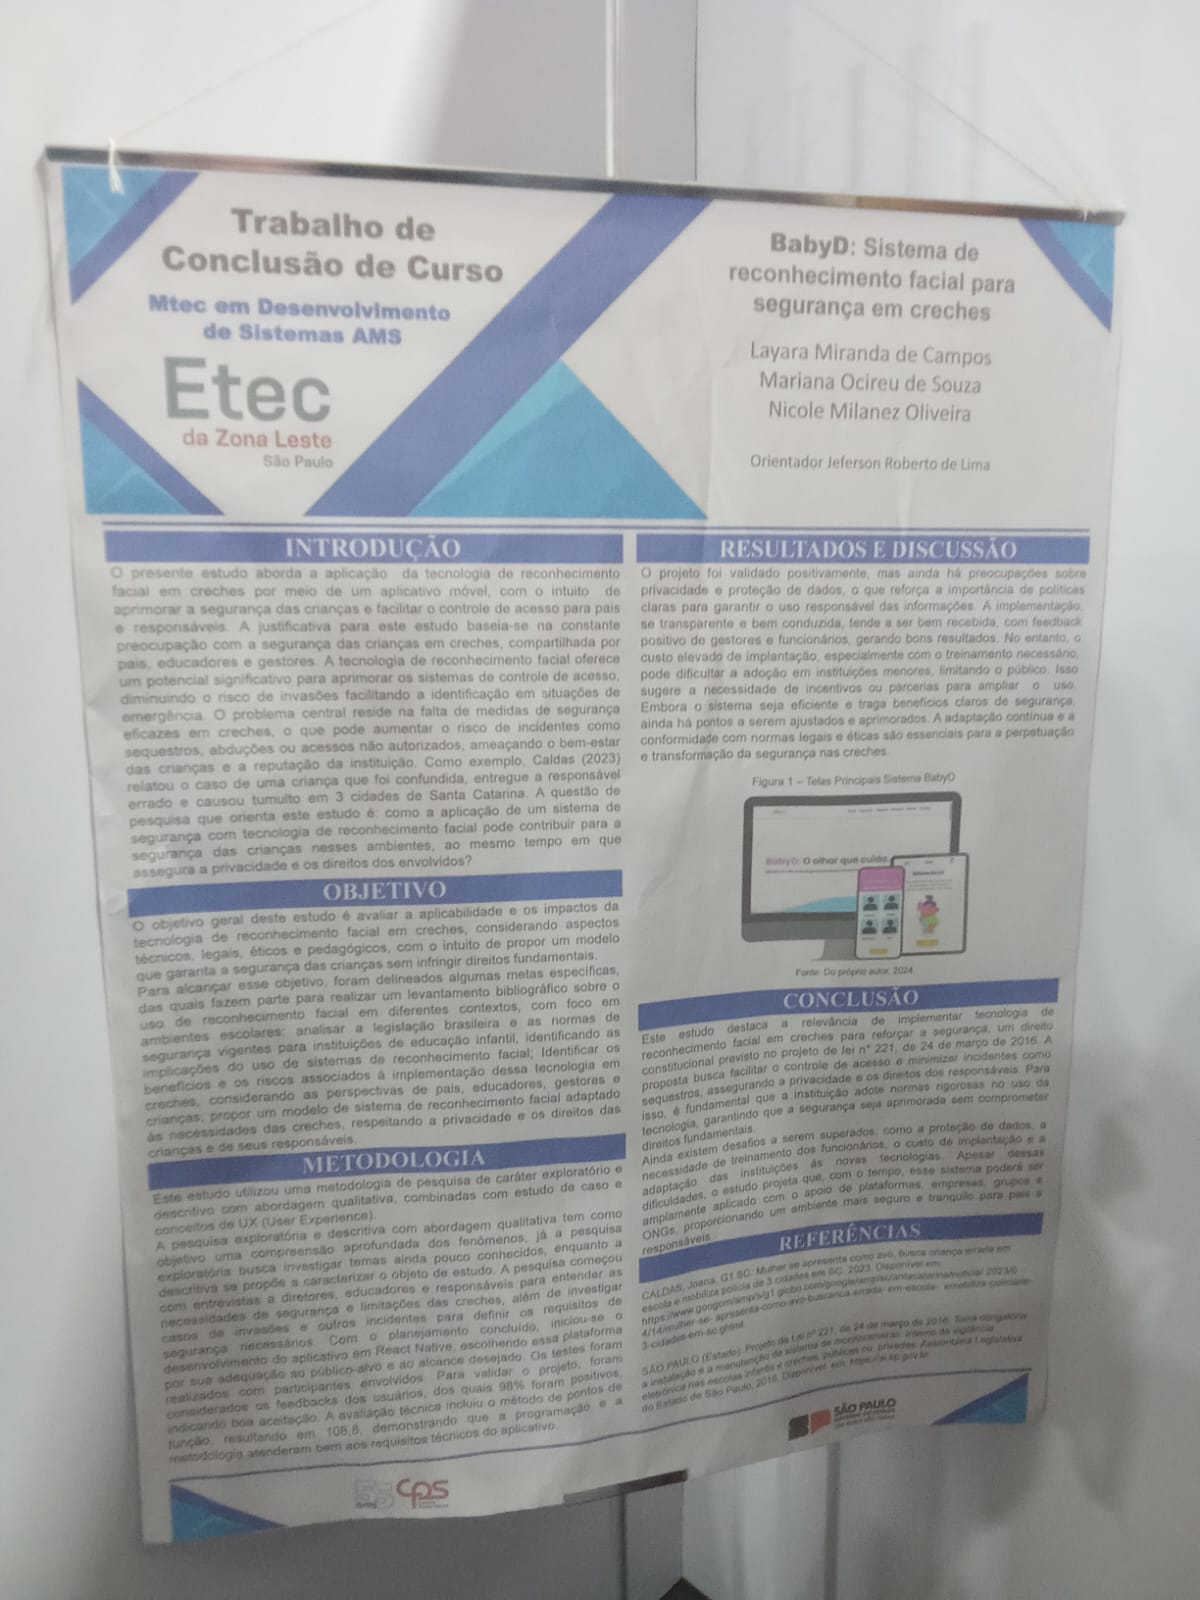 Trabalho de
Conclusão de Curso
Mtec em Desenvolvimento
de Sistemas AMS
Etec
da Zona Leste
São Paulo
BabyD: Sistema de
reconhecimento facial para
segurança em creches
Layara Miranda de Campos
Mariana Ocireu de Souza
Nicole Milanez Oliveira
Orientador Jeferson Roberto de Lima
INTRODUÇÃO
O presente estudo aborda a aplicação da tecnologia de reconhecimento
facial em creches por meio de um aplicativo móvel, com o intuito de
aprimorar a segurança das crianças e facilitar o controle de acesso para pais
e responsáveis. A justificativa para este estudo baseia-se na constante
preocupação com a segurança das crianças em creches, compartilhada por
pais, educadores e gestores. A tecnologia de reconhecimento facial oferece
um potencial significativo para aprimorar os sistemas de controle de acesso,
diminuindo o risco de invasões facilitando a identificação em situações de
emergência. O problema central reside na falta de medidas de segurança
eficazes em creches, o que pode aumentar o risco de incidentes como
sequestros, abduções ou acessos não autorizados, ameaçando o bem-estar
das crianças e a reputação da instituição. Como exemplo, Caldas (2023)
relatou o caso de uma criança que foi confundida, entregue a responsável
errado e causou tumulto em 3 cidades de Santa Catarina. A questão de
pesquisa que orienta este estudo é: como a aplicação de um sistema de
segurança com tecnologia de reconhecimento facial pode contribuir para a
segurança das crianças nesses ambientes, ao mesmo tempo em que
assegura a privacidade e os direitos dos envolvidos?
OBJETIVO
O objetivo geral deste estudo é avaliar a aplicabilidade e os impactos da
tecnologia de reconhecimento facial em creches, considerando aspectos
técnicos, legais, éticos e pedagógicos, com o intuito de propor um modelo
que garanta a segurança das crianças sem infringir direitos fundamentais.
Para alcançar esse objetivo, foram delineados algumas metas específicas,
das quais fazem parte para realizar um levantamento bibliográfico sobre o
uso de reconhecimento facial em diferentes contextos, com foco em
ambientes escolares; analisar a legislação brasileira e as normas de
segurança vigentes para instituições de educação infantil, identificando as
implicações do uso de sistemas de reconhecimento facial; Identificar os
benefícios e os riscos associados à implementação dessa tecnologia em
creches, considerando as perspectivas de pais, educadores, gestores e
crianças; propor um modelo de sistema de reconhecimento facial adaptado
às necessidades das creches, respeitando a privacidade e os direitos das
crianças e de seus responsáveis.
METODOLOGIA
Este estudo utilizou uma metodologia de pesquisa de caráter exploratório e
descritivo com abordagem qualitativa, combinadas com estudo de caso e
conceitos de UX (User Experience).
A pesquisa exploratória e descritiva com abordagem qualitativa tem como
objetivo uma compreensão aprofundada dos fenômenos, já a pesquisa
exploratória busca investigar temas ainda pouco conhecidos, enquanto a
descritiva se propõe a caracterizar o objeto de estudo. A pesquisa começou
com entrevistas a diretores, educadores e responsáveis para entender as
necessidades de segurança e limitações das creches, além de investigar
casos de invasões e outros incidentes para definir os requisitos de
segurança necessários. Com o planejamento concluído, iniciou-se o
desenvolvimento do aplicativo em React Native, escolhendo essa plataforma
por sua adequação ao público-alvo e ao alcance desejado. Os testes foram
realizados com participantes envolvidos. Para validar o projeto, foram
considerados os feedbacks dos usuários, dos quais 98% foram positivos,
indicando boa aceitação. A avaliação técnica incluiu o método de pontos de
função, resultando em 108,8, demonstrando que a programação e a
metodologia atenderam bem aos requisitos técnicos do aplicativo.
RESULTADOS E DISCUSSÃO
O projeto foi validado positivamente, mas ainda há preocupações sobre
privacidade e proteção de dados, o que reforça a importância de políticas
claras para garantir o uso responsável das informações. A implementação,
se transparente e bem conduzida, tende a ser bem recebida, com feedback
positivo de gestores e funcionários, gerando bons resultados. No entanto, o
custo elevado de implantação, especialmente com o treinamento necessário,
pode dificultar a adoção em instituições menores, limitando o público. Isso
sugere a necessidade de incentivos ou parcerias para ampliar o uso.
Embora o sistema seja eficiente e traga benefícios claros de segurança,
ainda há pontos a serem ajustados e aprimorados. A adaptação contínua e a
conformidade com normas legais e éticas são essenciais para a perpetuação
e transformação da segurança nas creches.
Figura 1 – Telas Principais Sistema BabyD
BabyD: O olhar que cuida
Fonte: Du próprio autor, 2024
CONCLUSÃO
Este estudo destaca a relevância de implementar tecnologia de
reconhecimento facial em creches para reforçar a segurança, um direito
constitucional previsto no projeto de lei n° 221, de 24 de março de 2016. A
proposta busca facilitar o controle de acesso e minimizar incidentes como
sequestros, assegurando a privacidade e os direitos dos responsáveis. Para
isso, é fundamental que a instituição adote normas rigorosas no uso da
tecnologia, garantindo que a segurança seja aprimorada sem comprometer
direitos fundamentais.
Ainda existem desafios a serem superados, como a proteção de dados, a
necessidade de treinamento dos funcionários, o custo de implantação e a
adaptação das instituições às novas tecnologias. Apesar dessas
dificuldades, o estudo projeta que, com o tempo, esse sistema poderá ser
amplamente aplicado com o apoio de plataformas, empresas, grupos e
ONGs, proporcionando um ambiente mais seguro e tranquilo para pais e
responsáveis.
REFERÊNCIAS
CALDAS, Joana, G1 SC. Mulher se apresenta como avó, busca criança errada em
escola e mobiliza polícia de 3 cidades em SC. 2023. Disponível em:
3-cidades-em-sc.ghtml
SÃO PAULO (Estado). Projeto de Lei nº 221, de 24 de março de 2016. Torna obrigatória
a instalação e a manutenção de sistema de monitoramento interno de vigilância
eletrônica nas escolas infantis e creches, públicas ou privadas. Assembleia Legislativa
do Estado de São Paulo, 2016. Disponível em: https://al.sp.gov.br
cps
SÃO PAULO